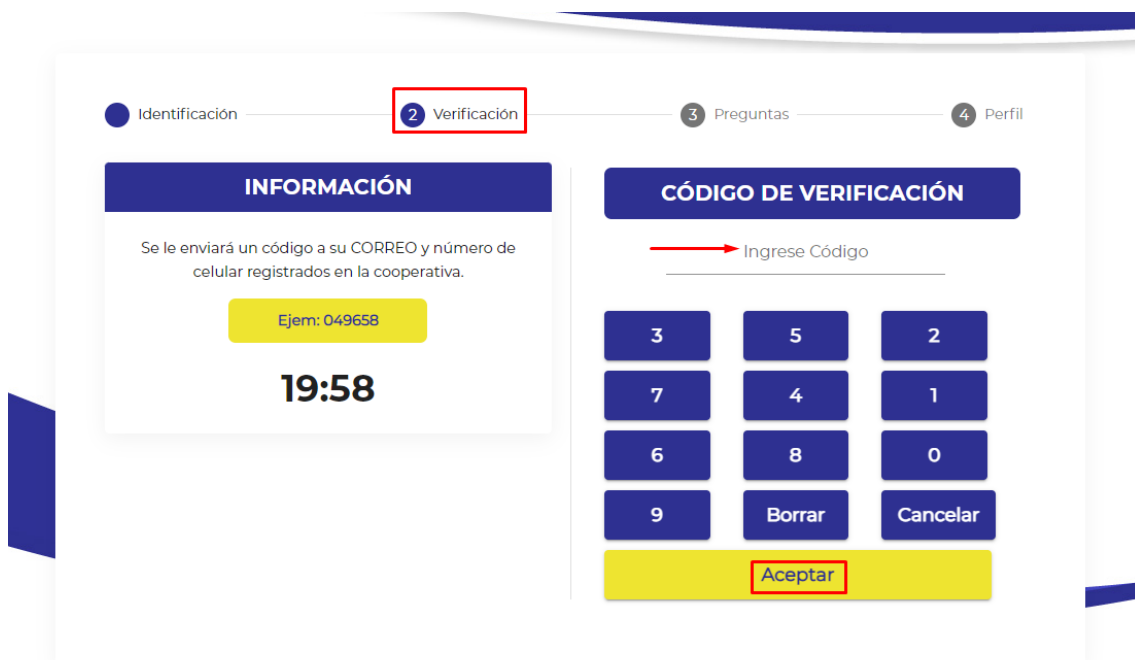 Identificación
2 Verificación
3 Preguntas
4 Perfil
INFORMACIÓN
Se le enviará un código a su CORREO y número de
celular registrados en la cooperativa.
Ejem: 049658
19:58
CÓDIGO DE VERIFICACIÓN
Ingrese Código
3 5 2
7 4 1
6 8 0
9 Borrar Cancelar
Aceptar